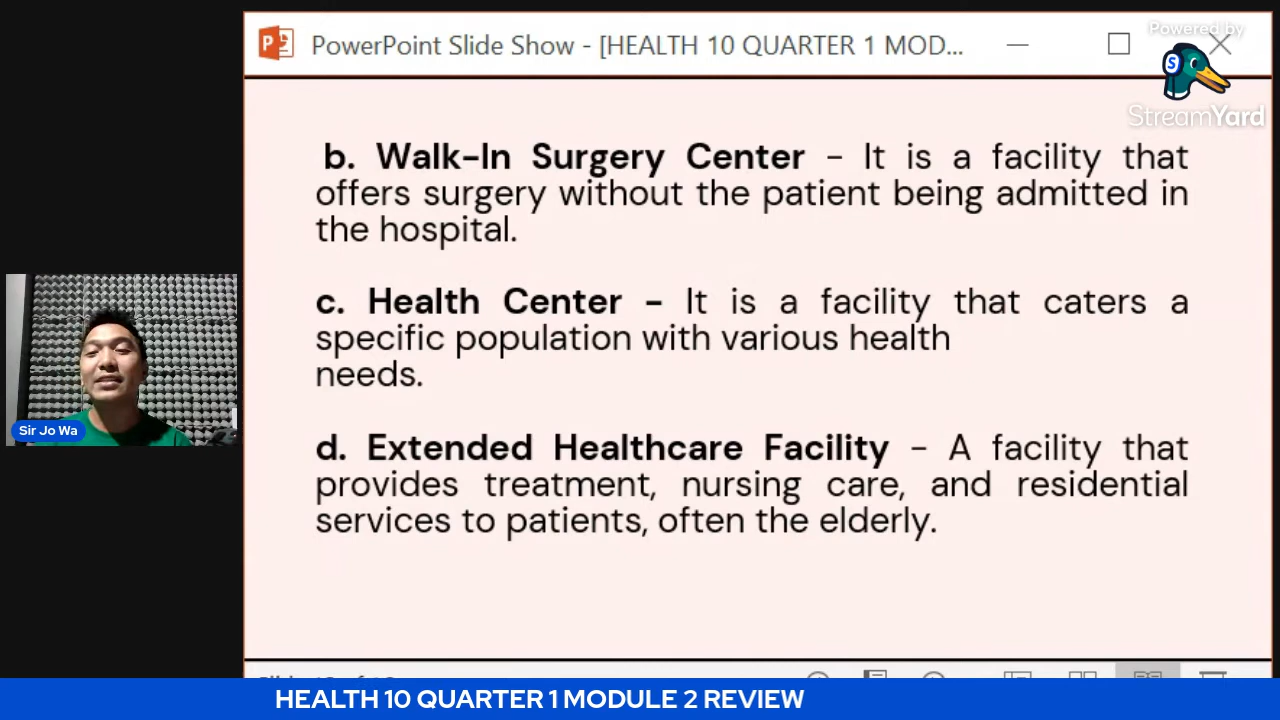 PowerPoint Slide Show - [HEALTH 10 QUARTER 1 MOD...
Powered by
S
StreamYard
b. Walk-In Surgery Center - It is a facility that
offers surgery without the patient being admitted in
the hospital.
c. Health Center - It is a facility that caters a
specific population with various health
needs.
d. Extended Healthcare Facility - A facility that
provides treatment, nursing care, and residential
services to patients, often the elderly.
Sir Jo Wa
HEALTH 10 QUARTER 1 MODULE 2 REVIEW